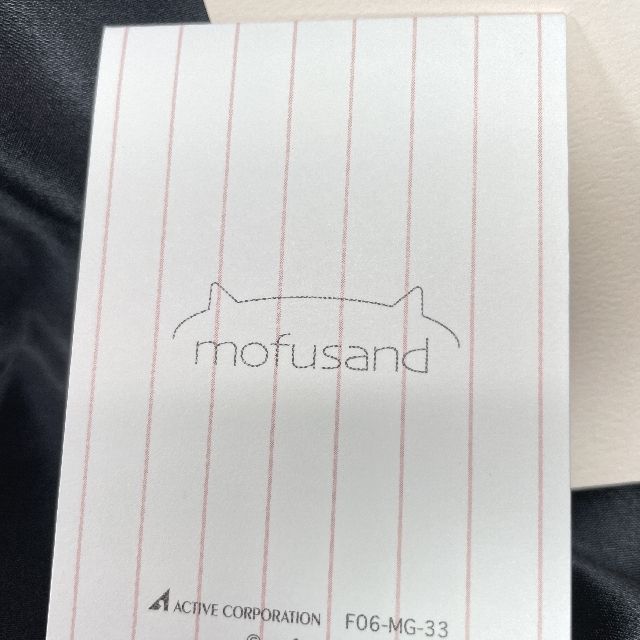 mofusand
ACTIVE CORPORATION F06-MG-33